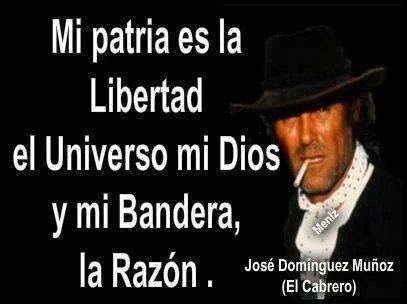 Mi patria es la
Libertad
el Universo mi Dios
y mi Bandera,
la Razón .
Meniz
José Domínguez Muñoz
(El Cabrero)